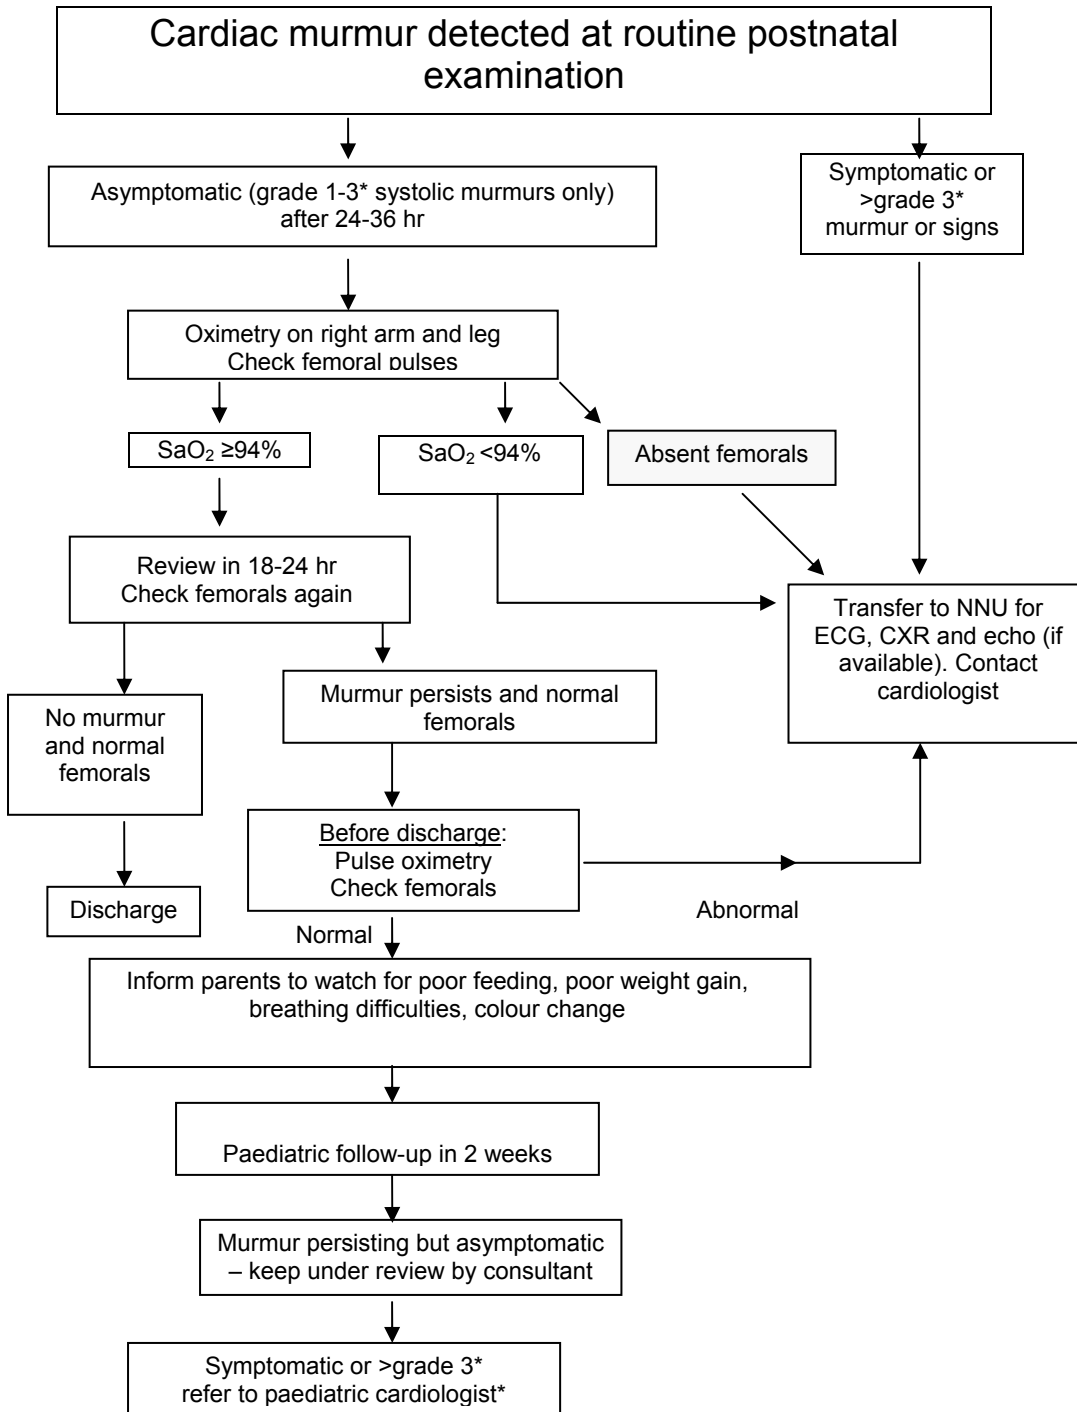 Cardiac murmur detected at routine postnatal
examination
Asymptomatic (grade 1-3* systolic murmurs only)
after 24-36 hr
Symptomatic or
>grade 3*
murmur or signs
Oximetry on right arm and leg
Check femoral pulses
SaO₂ ≥94%
SaO₂ <94%
Absent femorals
Review in 18-24 hr
Check femorals again
Transfer to NNU for
ECG, CXR and echo (if
available). Contact
cardiologist
No murmur
and normal
femorals
Murmur persists and normal
femorals
Before discharge:
Pulse oximetry
Check femorals
Discharge
Abnormal
Normal
Inform parents to watch for poor feeding, poor weight gain,
breathing difficulties, colour change
Paediatric follow-up in 2 weeks
Murmur persisting but asymptomatic
– keep under review by consultant
Symptomatic or >grade 3*
refer to paediatric cardiologist*